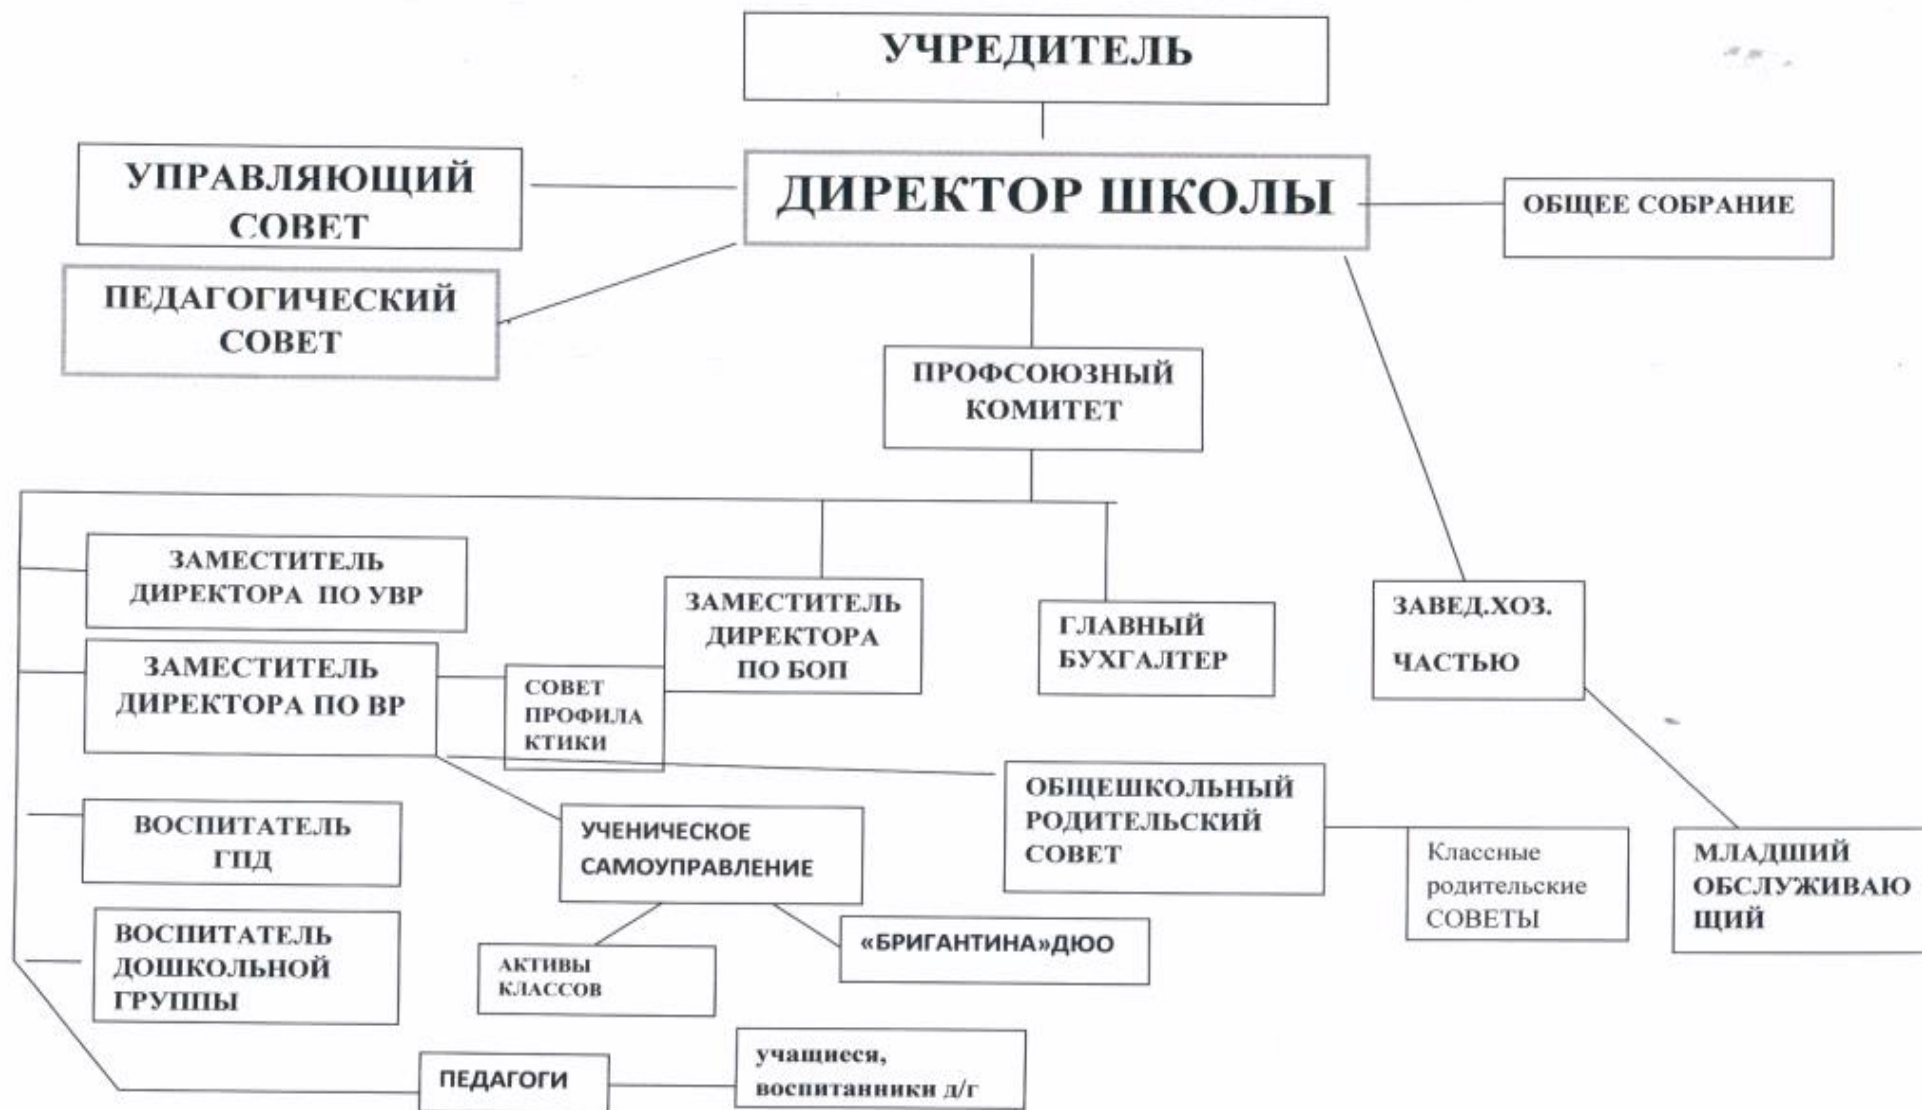 УЧРЕДИТЕЛЬ
УПРАВЛЯЮЩИЙ
СОВЕТ
ДИРЕКТОР ШКОЛЫ
ОБЩЕЕ СОБРАНИЕ
ПЕДАГОГИЧЕСКИЙ
СОВЕТ
ПРОФСОЮЗНЫЙ
КОМИТЕТ
ЗАМЕСТИТЕЛЬ
ДИРЕКТОРА ПО УВР
ЗАМЕСТИТЕЛЬ
ДИРЕКТОРА
ПО БОП
ГЛАВНЫЙ
БУХГАЛТЕР
ЗАВЕД.ХОЗ.
ЧАСТЬЮ
ЗАМЕСТИТЕЛЬ
ДИРЕКТОРА ПО ВР
СОВЕТ
ПРОФИЛА
КТИКИ
ОБЩЕШКОЛЬНЫЙ
РОДИТЕЛЬСКИЙ
СОВЕТ
ВОСПИТАТЕЛЬ
ГПД
УЧЕНИЧЕСКОЕ
САМОУПРАВЛЕНИЕ
Классные
родительские
СОВЕТЫ
МЛАДШИЙ
ОБСЛУЖИВАЮ
ЩИЙ
ВОСПИТАТЕЛЬ
ДОШКОЛЬНОЙ
ГРУППЫ
АКТИВЫ
КЛАССОВ
«БРИГАНТИНА»ДЮО
ПЕДАГОГИ
учащиеся,
воспитанники д/г